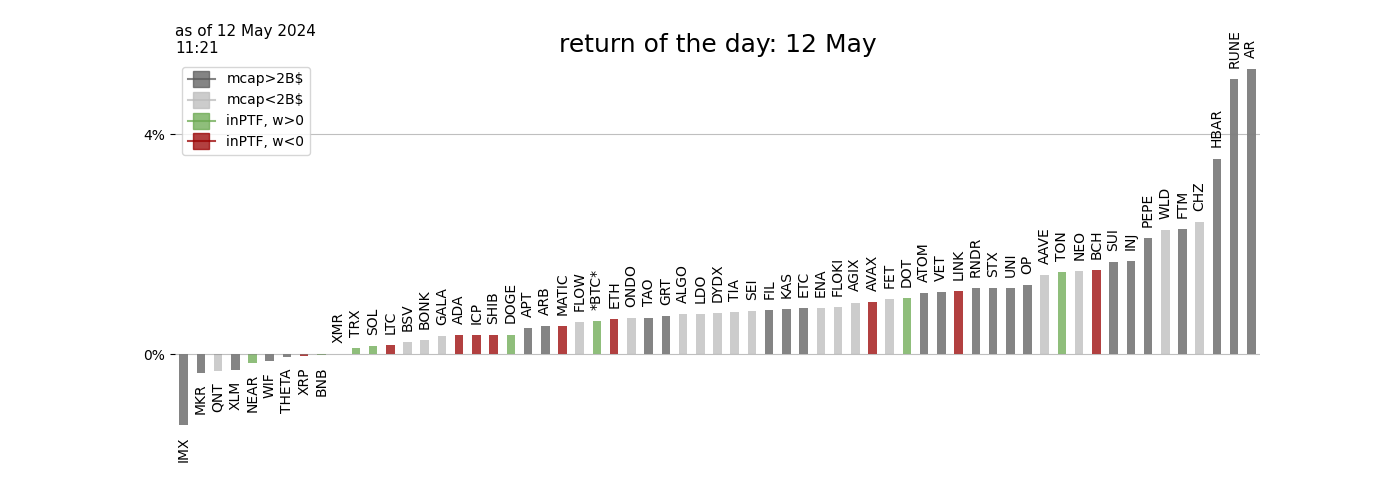 as of 12 May 2024
11:21
return of the day: 12 May
mcap>2B$
mcap<2B$
inPTF, w>0
inPTF, w<0
4%
0%
IMX
MKR
QNT
XLM
NEAR
WIF
THETA
XRP
BNB
XMR
TRX
SOL
LTC
BSV
BONK
GALA
ADA
ICP
SHIB
DOGE
APT
ARB
MATIC
FLOW
*BTC*
ETH
ONDO
TAO
GRT
ALGO
LDO
DYDX
TIA
SEI
FIL
KAS
ETC
ENA
FLOKI
AGIX
AVAX
FET
DOT
ATOM
VET
LINK
RNDR
STX
UNI
OP
AAVE
TON
NEO
BCH
SUI
INJ
PEPE
WLD
FTM
CHZ
HBAR
RUNE
AR